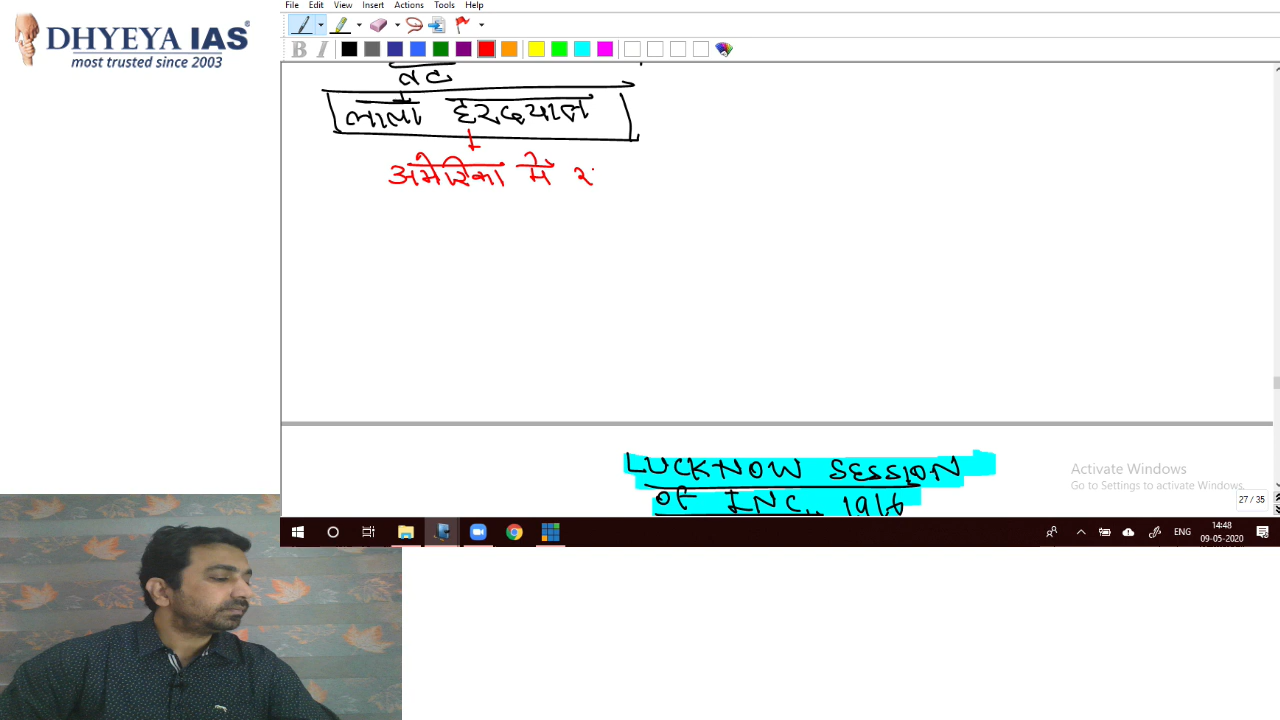 DHYEYA IAS®
most trusted since 2003
File Edit View Insert Actions Tools Help
B I
लाला हरदयाल
अमेरिका में
LUCKNOW SESSION
OF INC, 1916
Activate Windows
Go to Settings to activate Windows.
27 / 35
ENG
14:48
09-05-2020